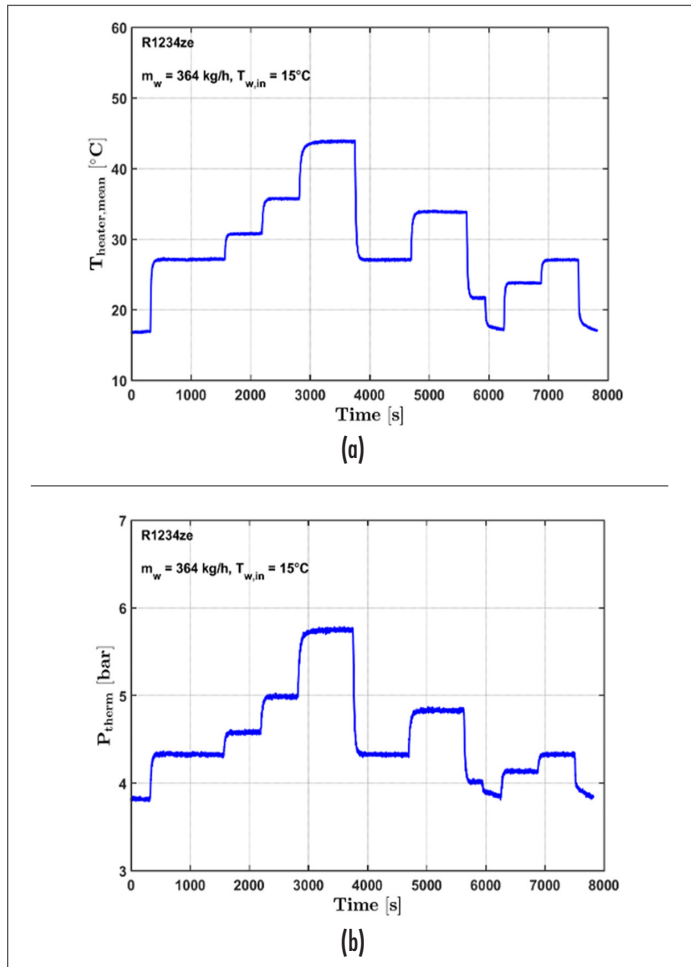 60
R1234ze
m_w = 364 kg/h, T_w,in = 15°C
50
40
30
20
10
T_heater,mean [°C]
0 1000 2000 3000 4000 5000 6000 7000 8000
Time [s]
(a)
7
R1234ze
m_w = 364 kg/h, T_w,in = 15°C
6
5
4
3
P_therm [bar]
0 1000 2000 3000 4000 5000 6000 7000 8000
Time [s]
(b)